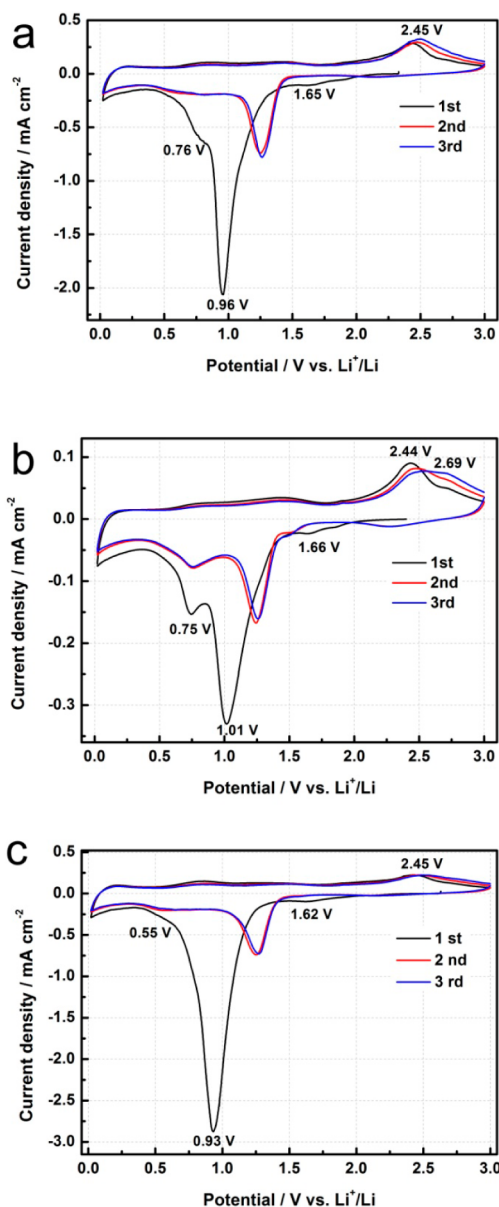 a
2.45 V
0.5
0.0
-0.5
-1.0
-1.5
-2.0
Current density / mA cm⁻²
1.65 V
0.76 V
0.96 V
1st
2nd
3rd
0.0 0.5 1.0 1.5 2.0 2.5 3.0
Potential / V vs. Li⁺/Li
b
2.44 V
2.69 V
0.1
0.0
-0.1
-0.2
-0.3
Current density / mA cm⁻²
1.66 V
0.75 V
1.01 V
1st
2nd
3rd
0.0 0.5 1.0 1.5 2.0 2.5 3.0
Potential / V vs. Li⁺/Li
c
2.45 V
0.5
0.0
-0.5
-1.0
-1.5
-2.0
-2.5
-3.0
Current density / mA cm⁻²
0.55 V
1.62 V
0.93 V
1 st
2 nd
3 rd
0.0 0.5 1.0 1.5 2.0 2.5 3.0
Potential / V vs. Li⁺/Li